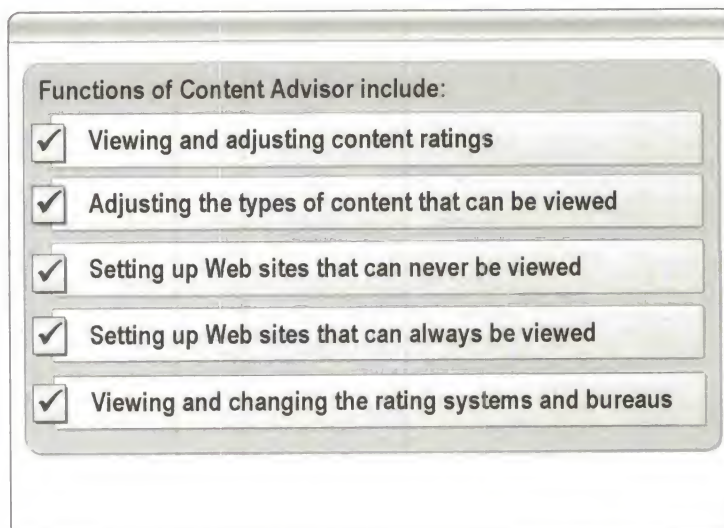 Functions of Content Advisor include:
Viewing and adjusting content ratings
Adjusting the types of content that can be viewed
Setting up Web sites that can never be viewed
Setting up Web sites that can always be viewed
Viewing and changing the rating systems and bureaus